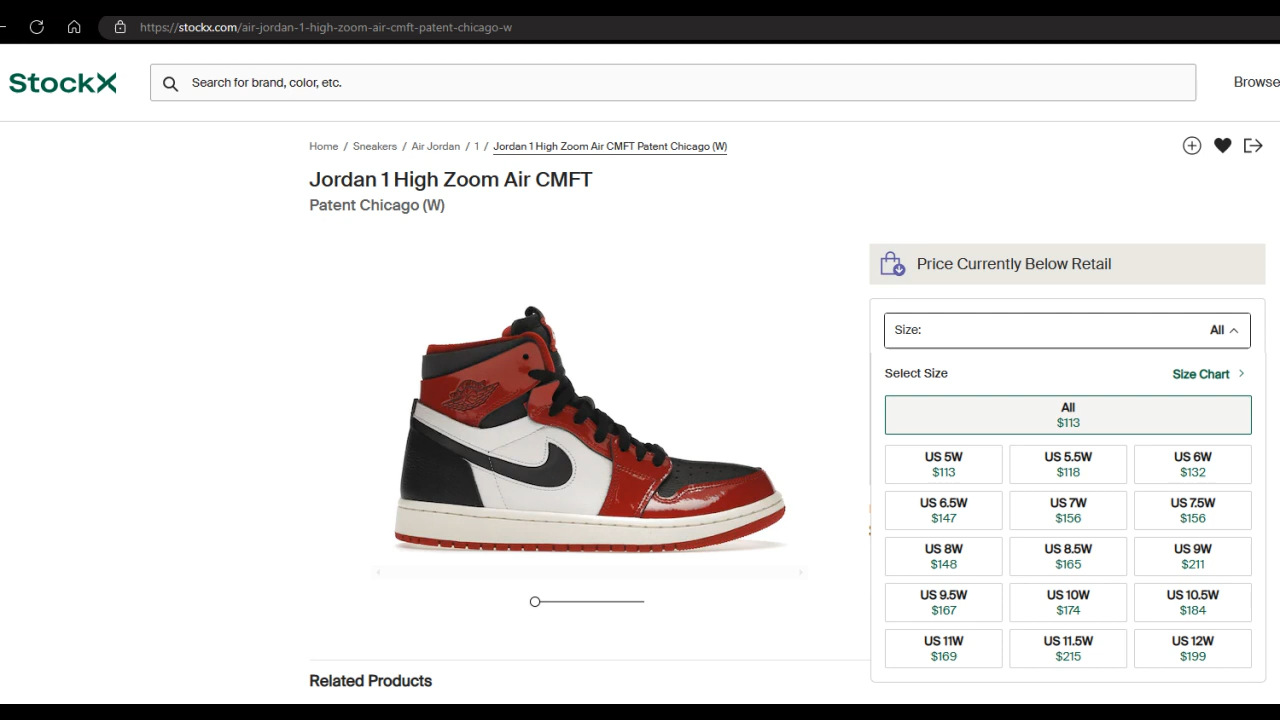 https://stockx.com/air-jordan-1-high-zoom-air-cmft-patent-chicago-w
StockX
Search for brand, color, etc.
Browse
Home / Sneakers / Air Jordan / 1 / Jordan 1 High Zoom Air CMFT Patent Chicago (W)
Jordan 1 High Zoom Air CMFT
Patent Chicago (W)
Price Currently Below Retail
Size: All
Select Size Size Chart
All
$113
US 5W US 5.5W US 6W
$113 $118 $132
US 6.5W US 7W US 7.5W
$147 $156 $156
US 8W US 8.5W US 9W
$148 $165 $211
US 9.5W US 10W US 10.5W
$167 $174 $184
US 11W US 11.5W US 12W
$169 $215 $199
Related Products